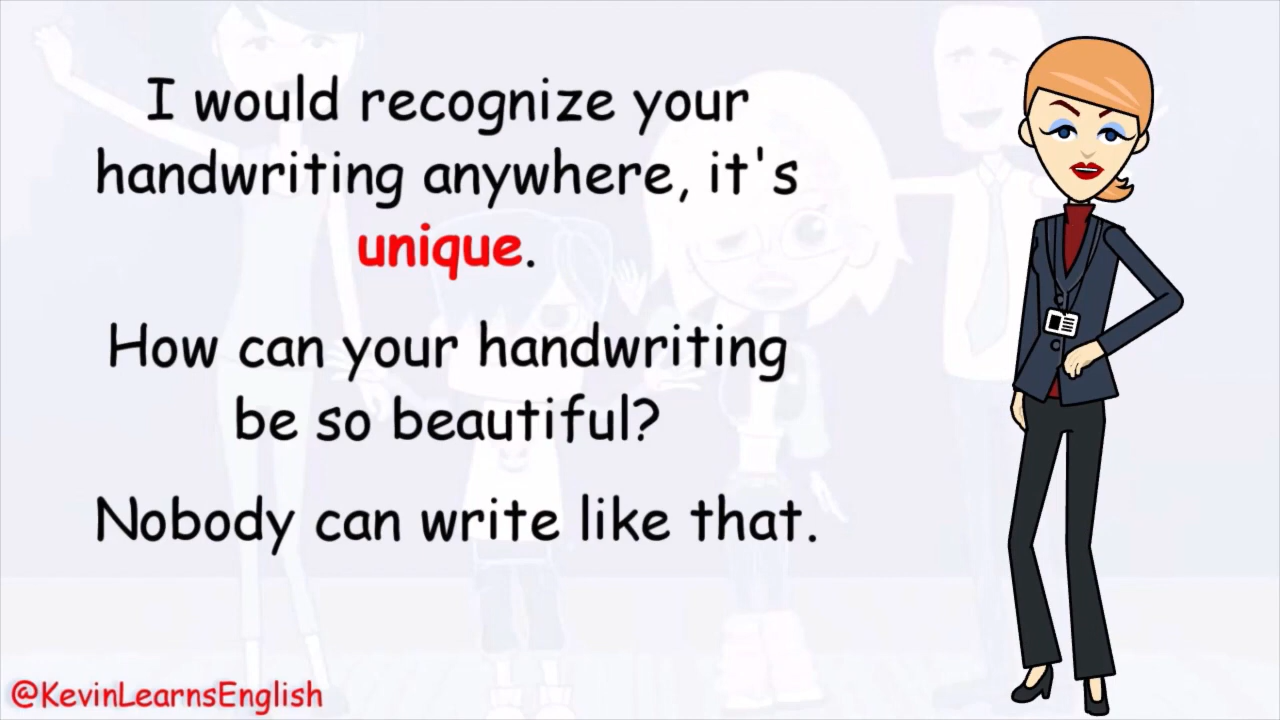 I would recognize your
handwriting anywhere, it's
unique.
How can your handwriting
be so beautiful?
Nobody can write like that.
@KevinLearnsEnglish